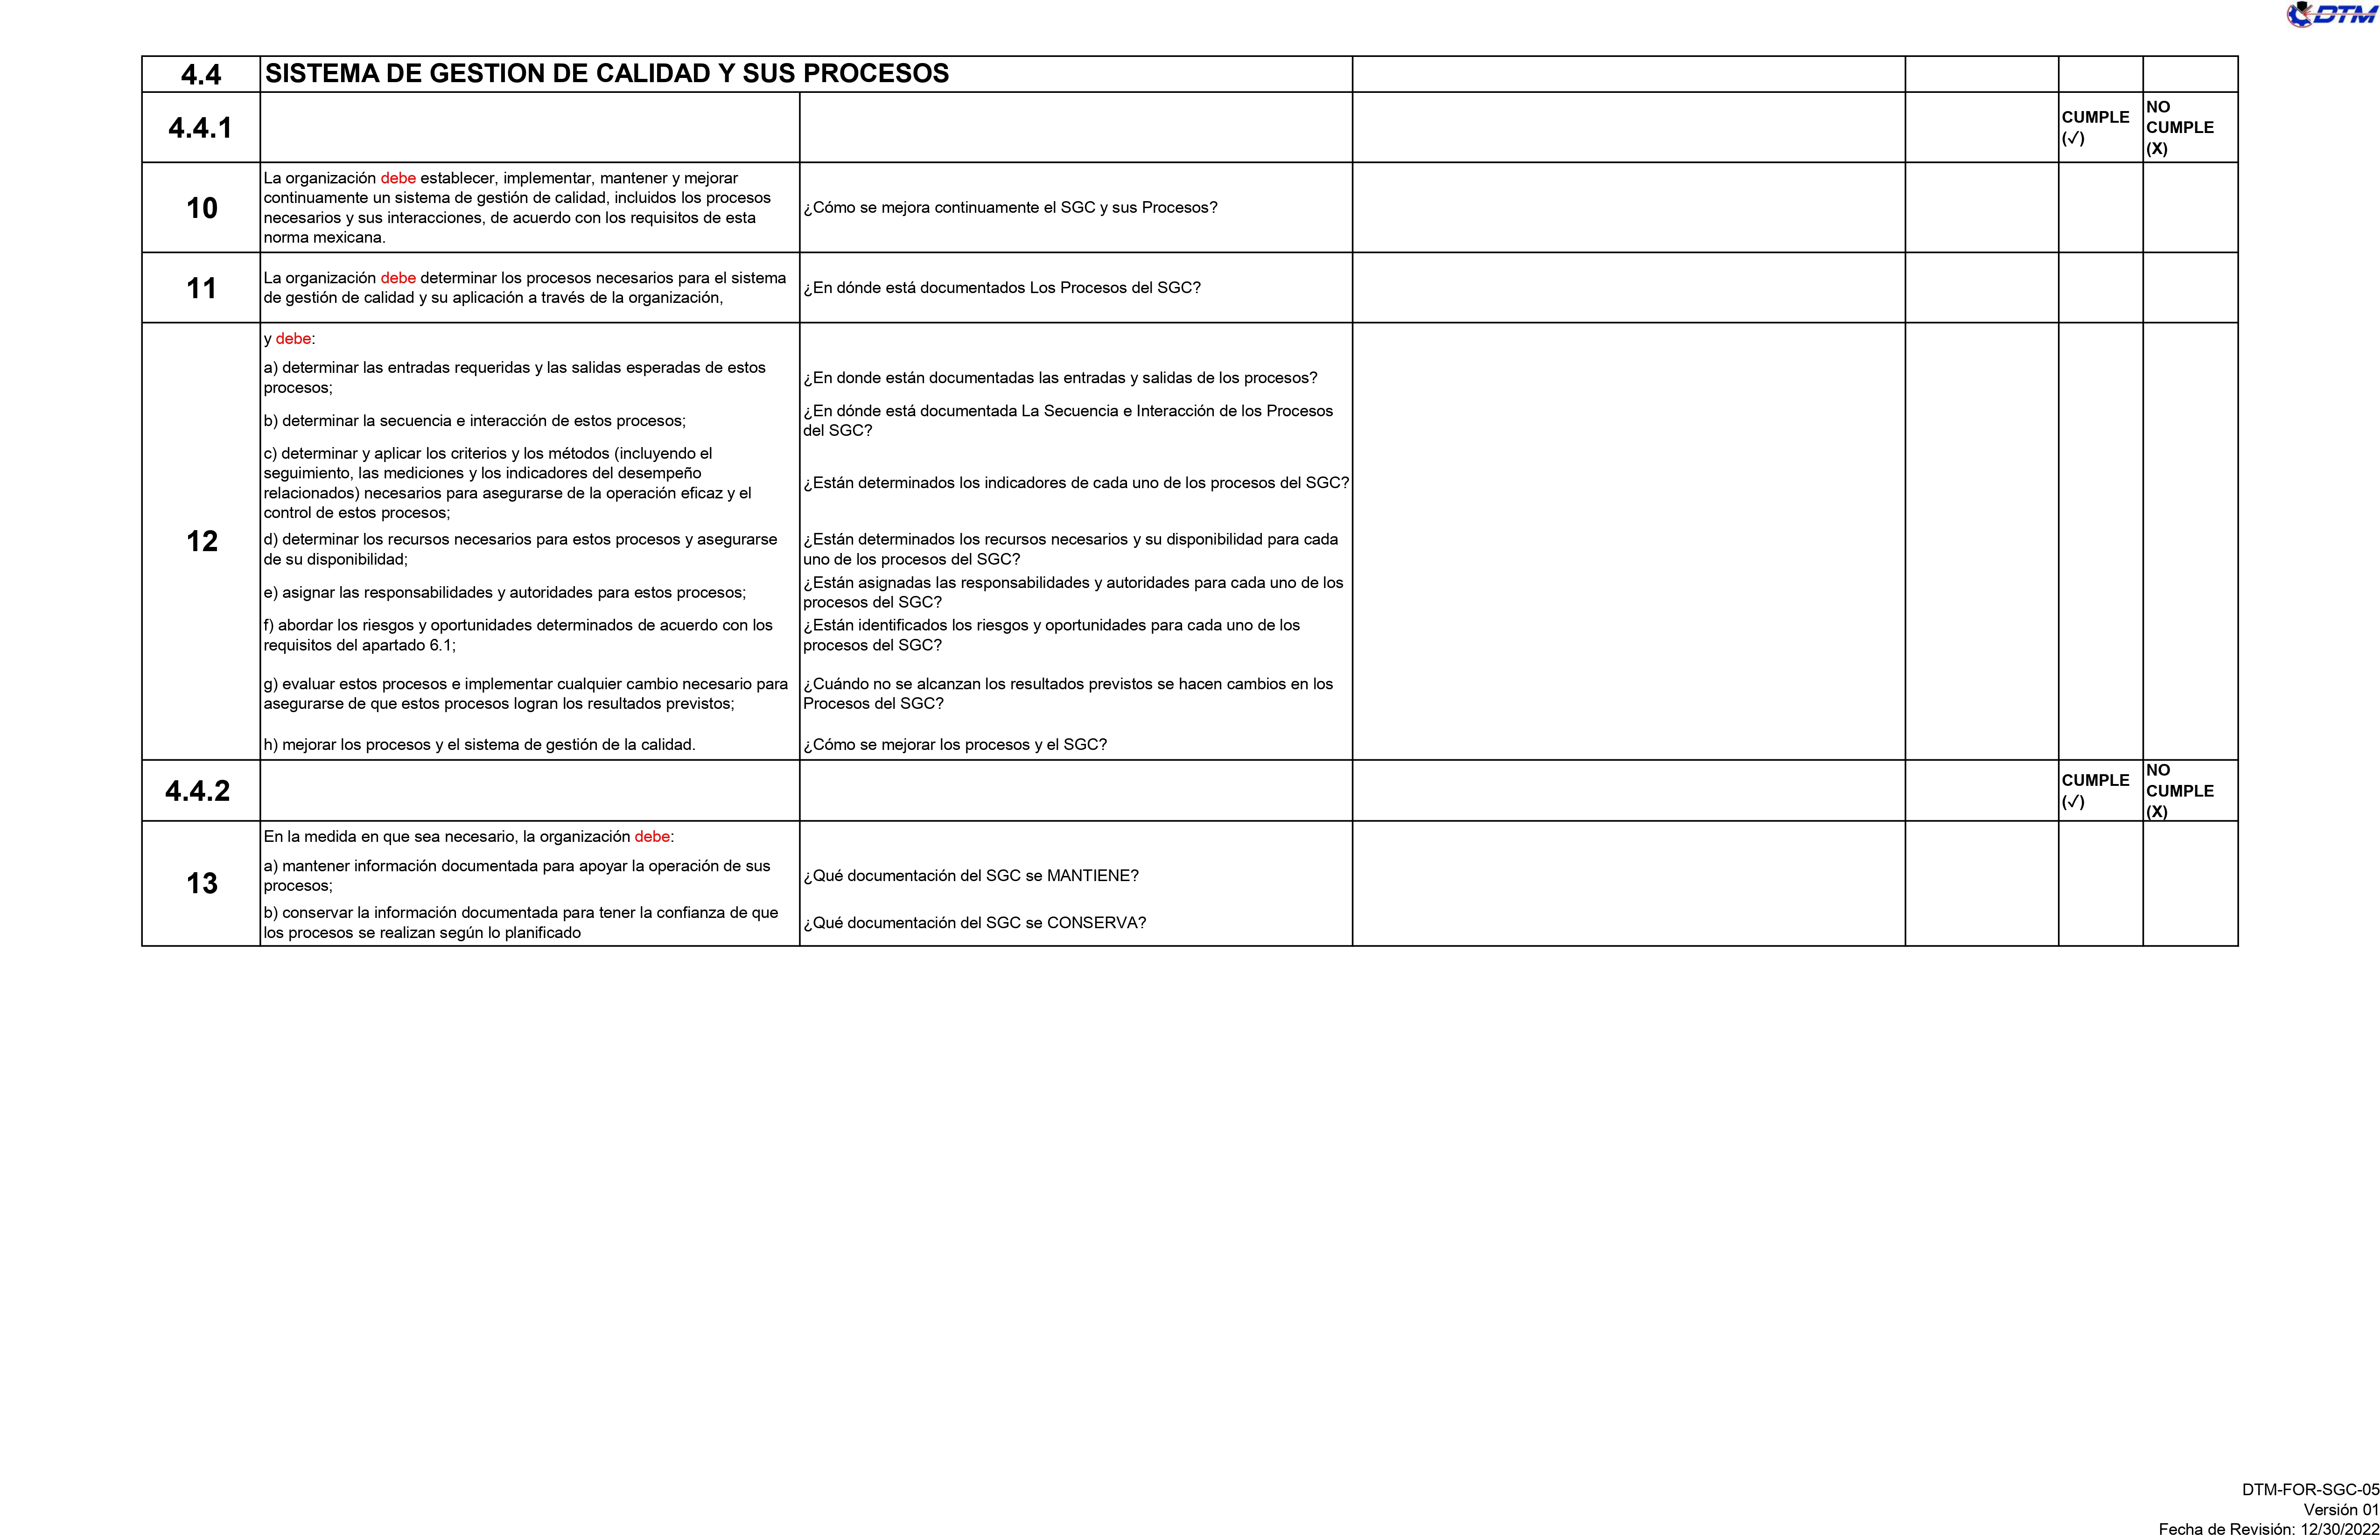 DTM
4.4 SISTEMA DE GESTION DE CALIDAD Y SUS PROCESOS
4.4.1
CUMPLE
(✓)
NO
CUMPLE
(X)
10
La organización debe establecer, implementar, mantener y mejorar
continuamente un sistema de gestión de calidad, incluidos los procesos
necesarios y sus interacciones, de acuerdo con los requisitos de esta
norma mexicana.
¿Cómo se mejora continuamente el SGC y sus Procesos?
11
La organización debe determinar los procesos necesarios para el sistema
de gestión de calidad y su aplicación a través de la organización,
¿En dónde está documentados Los Procesos del SGC?
12
y debe:
a) determinar las entradas requeridas y las salidas esperadas de estos
procesos;
¿En donde están documentadas las entradas y salidas de los procesos?
b) determinar la secuencia e interacción de estos procesos;
¿En dónde está documentada La Secuencia e Interacción de los Procesos
del SGC?
c) determinar y aplicar los criterios y los métodos (incluyendo el
seguimiento, las mediciones y los indicadores del desempeño
relacionados) necesarios para asegurarse de la operación eficaz y el
control de estos procesos;
¿Están determinados los indicadores de cada uno de los procesos del SGC?
d) determinar los recursos necesarios para estos procesos y asegurarse
de su disponibilidad;
¿Están determinados los recursos necesarios y su disponibilidad para cada
uno de los procesos del SGC?
e) asignar las responsabilidades y autoridades para estos procesos;
¿Están asignadas las responsabilidades y autoridades para cada uno de los
procesos del SGC?
f) abordar los riesgos y oportunidades determinados de acuerdo con los
requisitos del apartado 6.1;
¿Están identificados los riesgos y oportunidades para cada uno de los
procesos del SGC?
g) evaluar estos procesos e implementar cualquier cambio necesario para
asegurarse de que estos procesos logran los resultados previstos;
¿Cuándo no se alcanzan los resultados previstos se hacen cambios en los
Procesos del SGC?
h) mejorar los procesos y el sistema de gestión de la calidad.
¿Cómo se mejorar los procesos y el SGC?
4.4.2
CUMPLE
(✓)
NO
CUMPLE
(X)
13
En la medida en que sea necesario, la organización debe:
a) mantener información documentada para apoyar la operación de sus
procesos;
¿Qué documentación del SGC se MANTIENE?
b) conservar la información documentada para tener la confianza de que
los procesos se realizan según lo planificado
¿Qué documentación del SGC se CONSERVA?
DTM-FOR-SGC-05
Versión 01
Fecha de Revisión: 12/30/2022